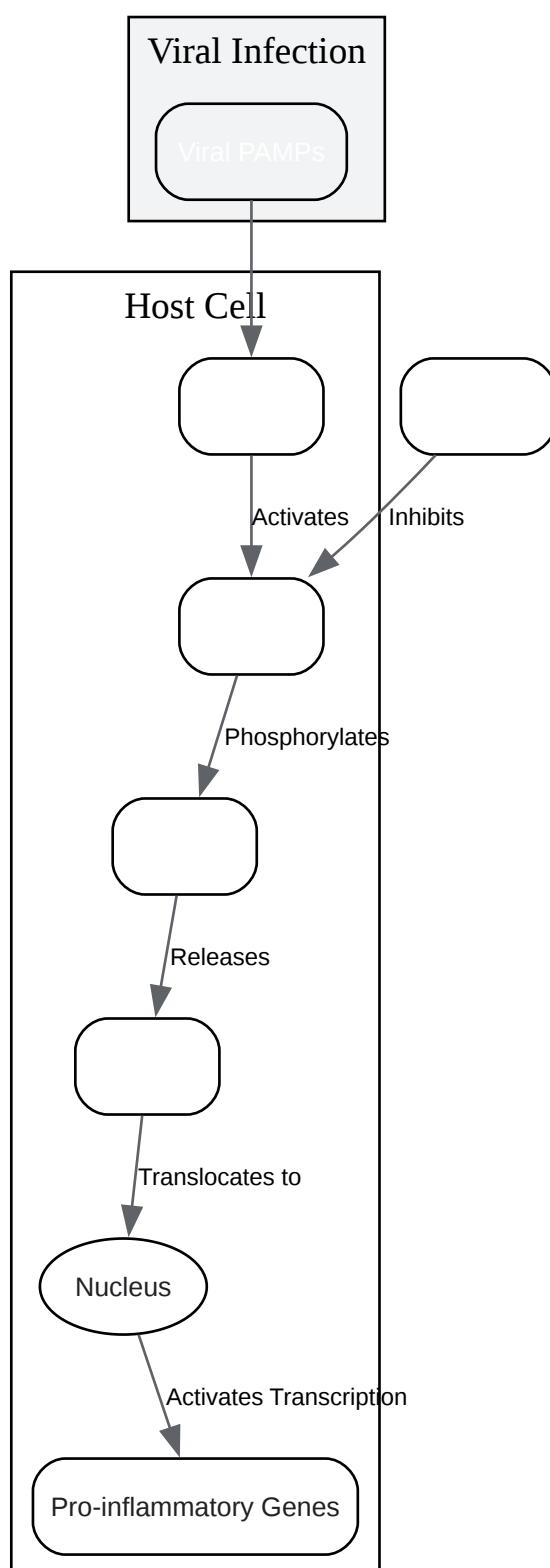 Viral Infection
Viral PAMPs
Host Cell
Activates
Inhibits
Phosphorylates
Releases
Translocates to
Nucleus
Activates Transcription
Pro-inflammatory Genes